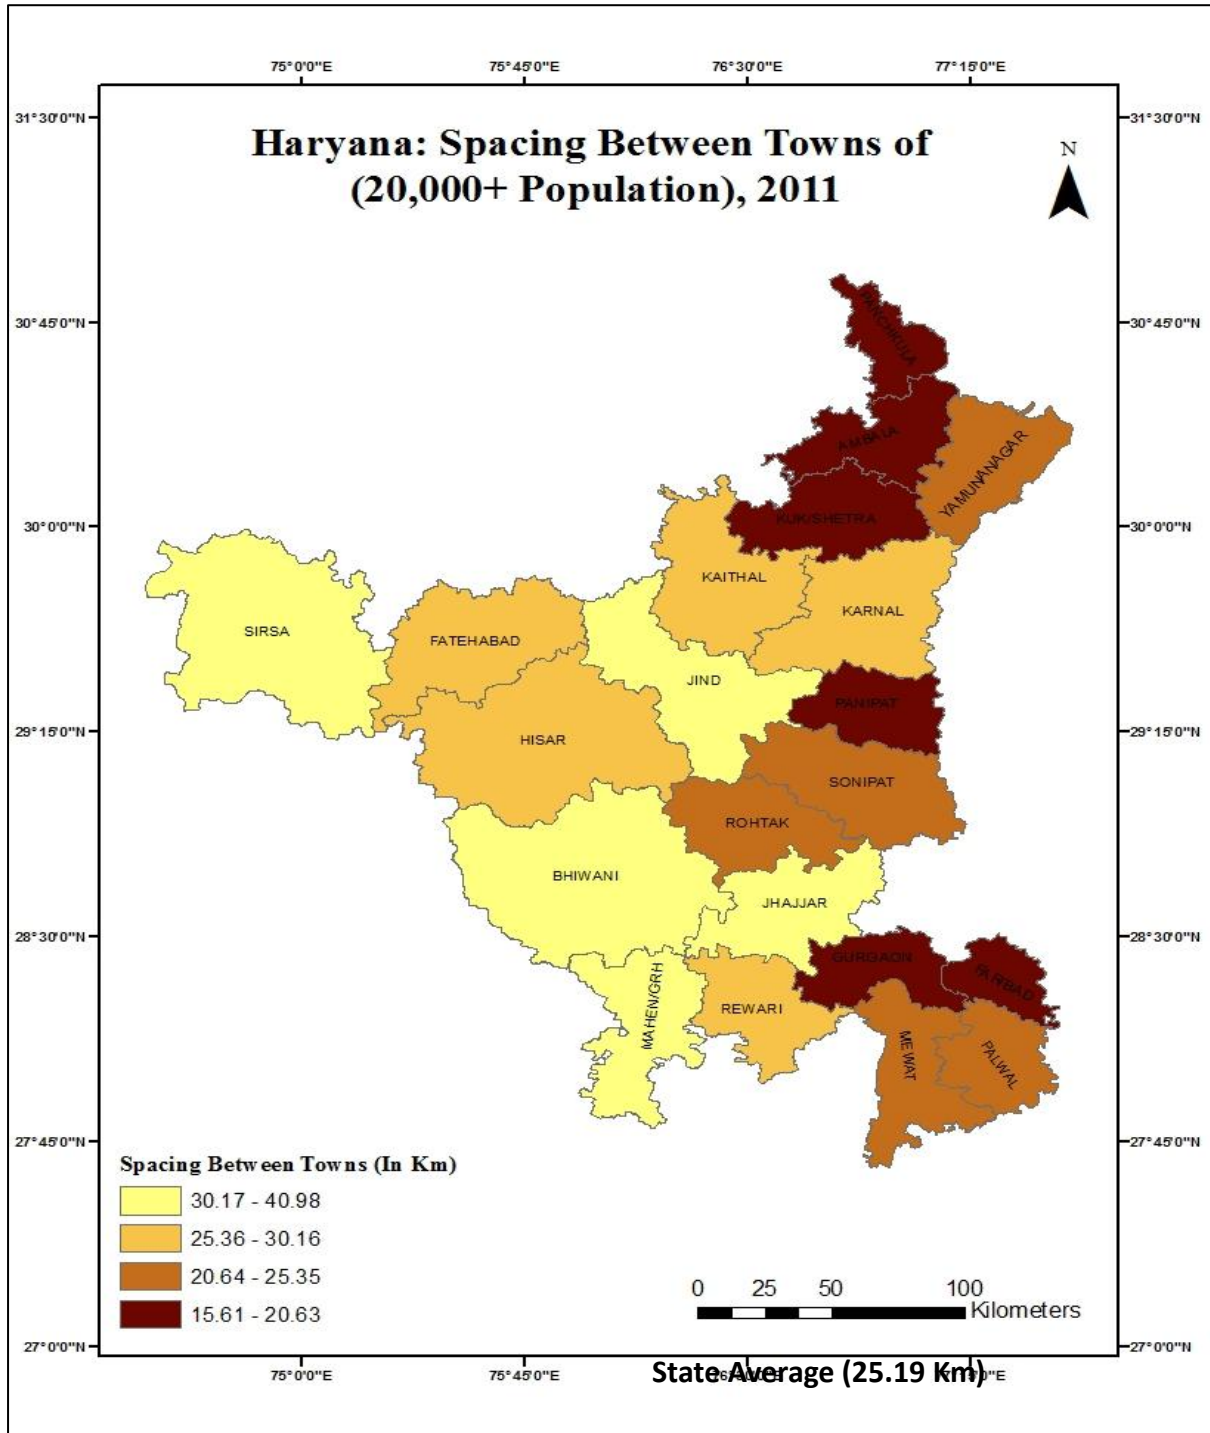 75°0'0"E 75°45'0"E 76°30'0"E 77°15'0"E
31°30'0"N 31°30'0"N
Haryana: Spacing Between Towns of
(20,000+ Population), 2011
N
30°45'0"N 30°45'0"N
PANCHKULA
AMBALA
YAMUNANAGAR
30°0'0"N 30°0'0"N
KUK/SHETRA
KAITHAL
KARNAL
SIRSA
FATEHABAD
JIND
PANIPAT
29°15'0"N 29°15'0"N
HISAR
SONIPAT
ROHTAK
BHIWANI
JHAJJAR
28°30'0"N 28°30'0"N
GURGAON
FARIBAD
MAHEN/GRH
REWARI
MEWAT
PALWAL
27°45'0"N 27°45'0"N
Spacing Between Towns (In Km)
30.17 - 40.98
25.36 - 30.16
20.64 - 25.35
15.61 - 20.63
0 25 50 100
Kilometers
27°0'0"N 27°0'0"N
75°0'0"E 75°45'0"E
State Average (25.19 Km)